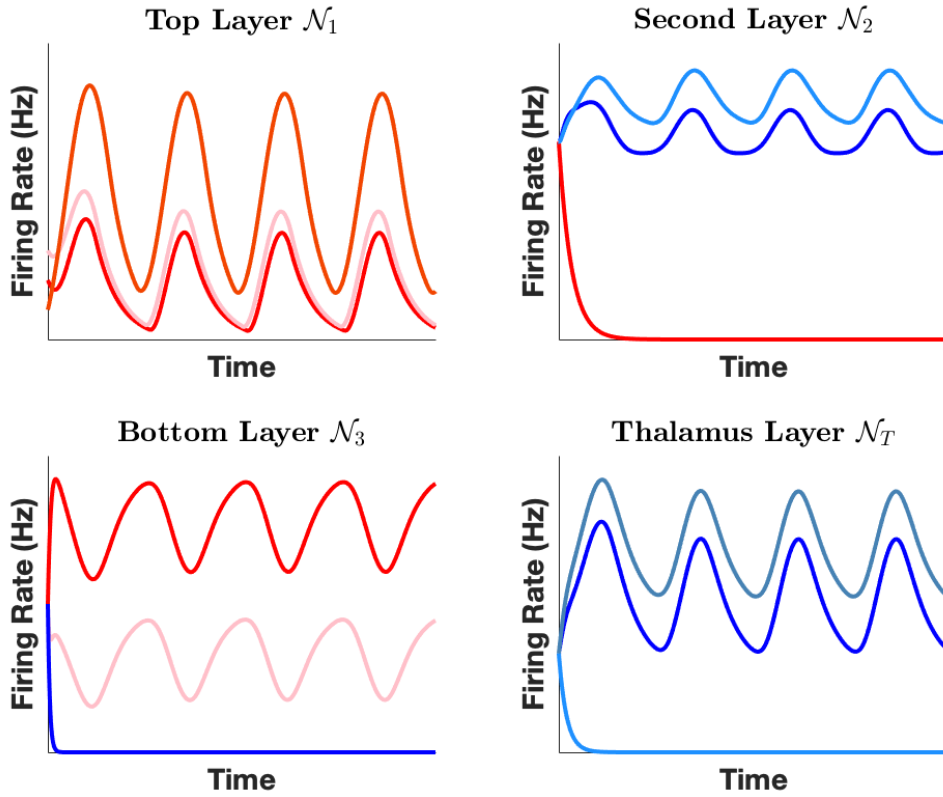 Top Layer 𝒩₁
Firing Rate (Hz)
Time
Second Layer 𝒩₂
Firing Rate (Hz)
Time
Bottom Layer 𝒩₃
Firing Rate (Hz)
Time
Thalamus Layer 𝒩_T
Firing Rate (Hz)
Time